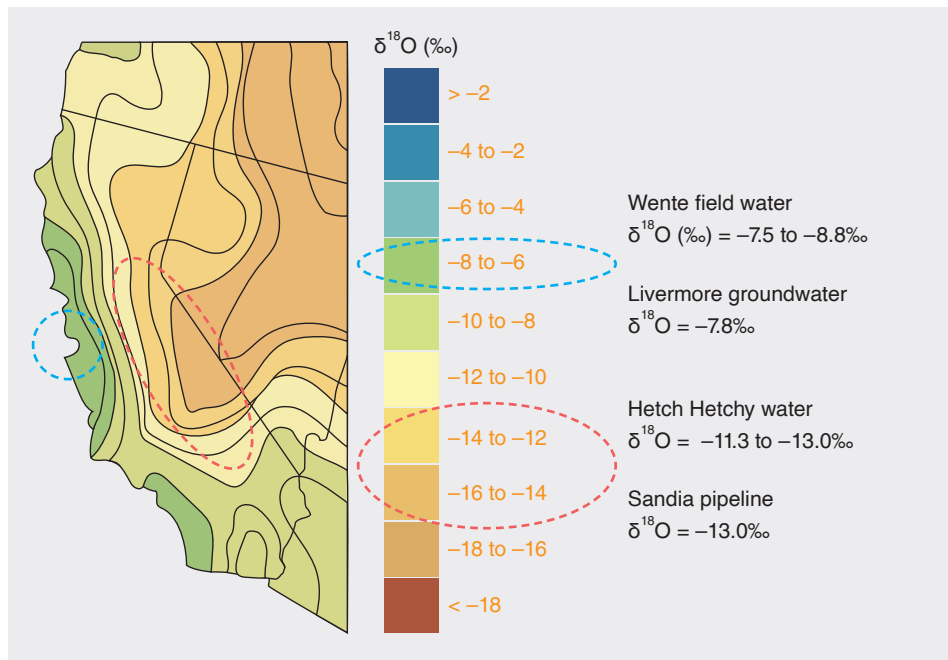 δ¹⁸O (‰)
> –2
–4 to –2
–6 to –4
–8 to –6
–10 to –8
–12 to –10
–14 to –12
–16 to –14
–18 to –16
< –18
Wente field water
δ¹⁸O (‰) = –7.5 to –8.8‰
Livermore groundwater
δ¹⁸O = –7.8‰
Hetch Hetchy water
δ¹⁸O = –11.3 to –13.0‰
Sandia pipeline
δ¹⁸O = –13.0‰